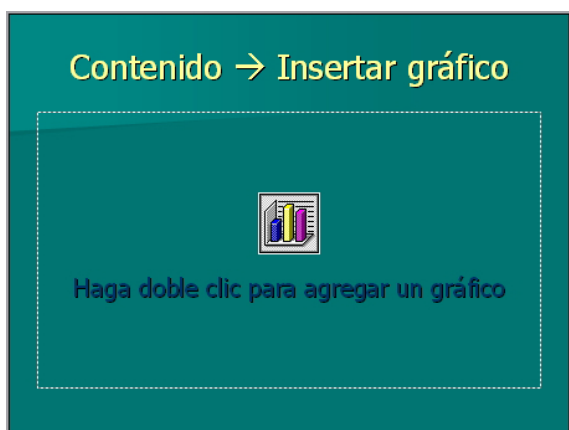 Contenido → Insertar gráfico
Haga doble clic para agregar un gráfico